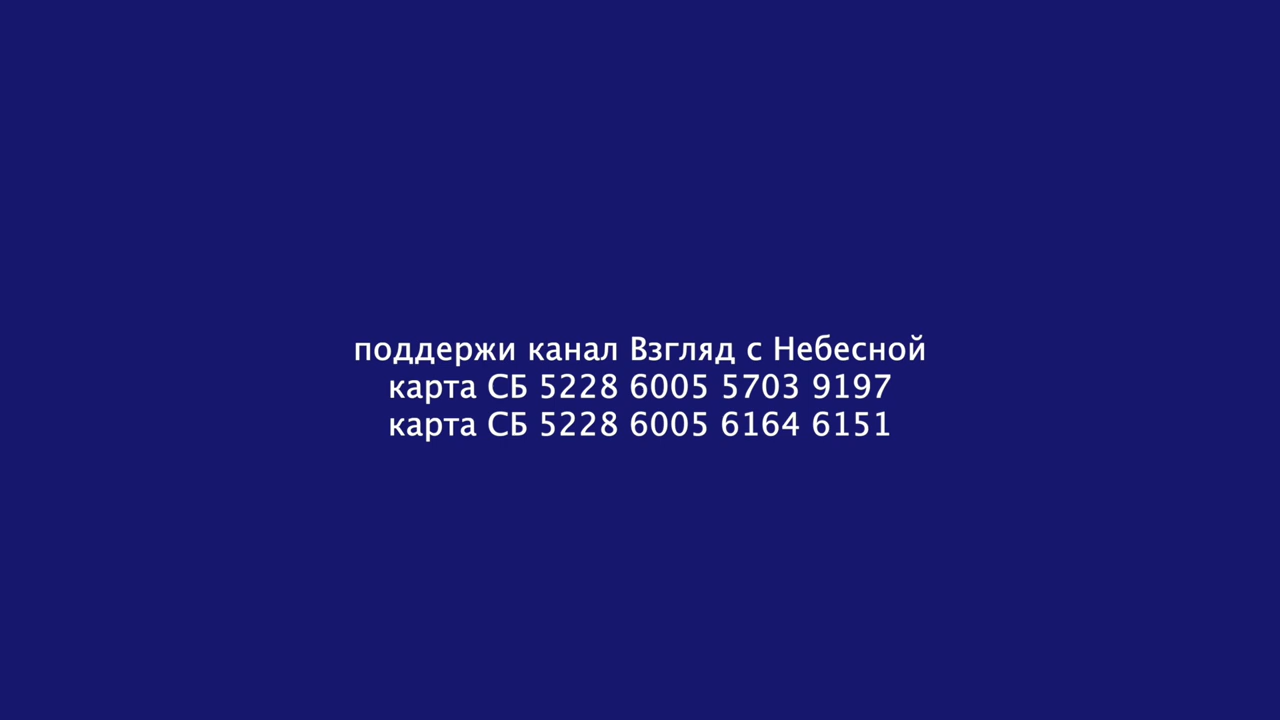 поддержи канал Взгляд с Небесной
карта СБ 5228 6005 5703 9197
карта СБ 5228 6005 6164 6151